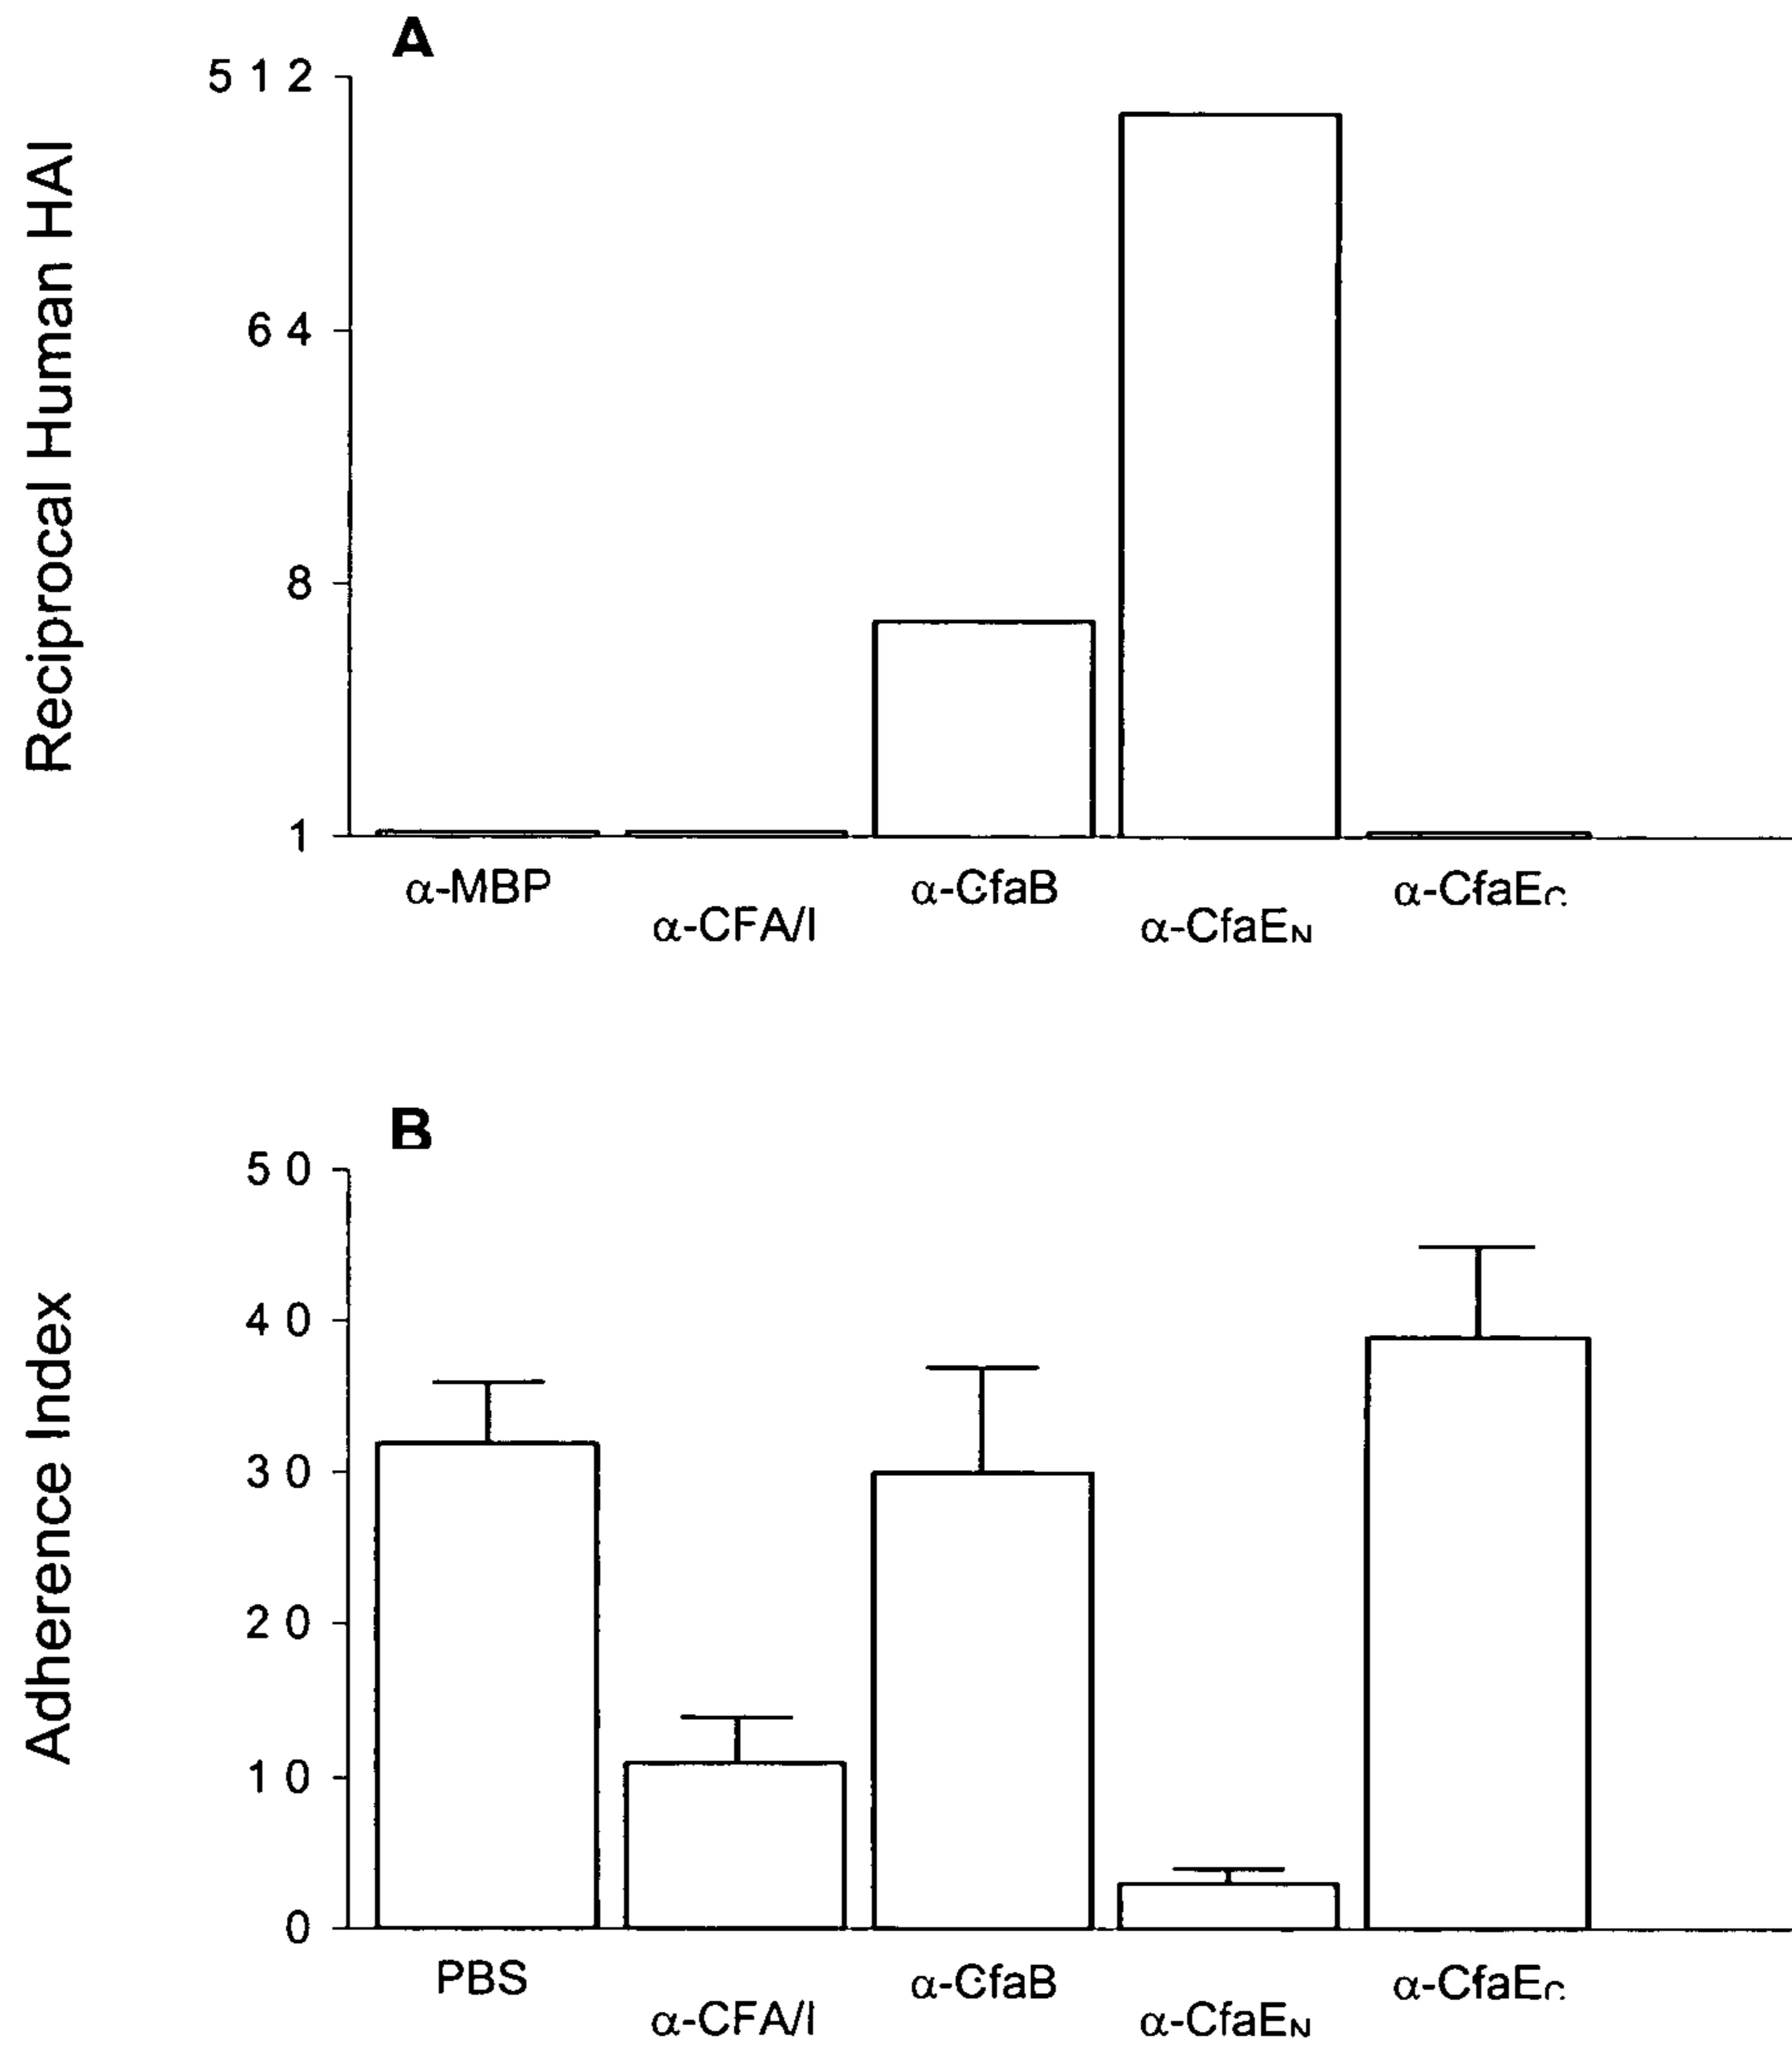 A
512
64
8
1
Reciprocal Human HAI
α-MBP
α-CFA/I
α-CfaB
α-CfaEN
α-CfaEC
B
50
40
30
20
10
0
Adherence Index
PBS
α-CFA/I
α-CfaB
α-CfaEN
α-CfaEC